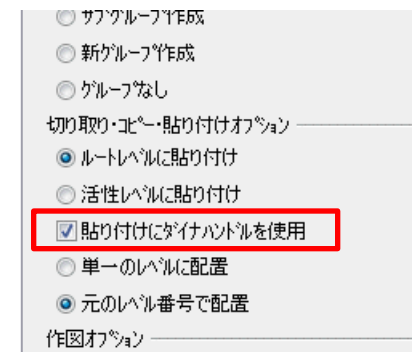 サブグループ作成
新グループ作成
グループなし
切り取り・コピー・貼り付けオプション
ルートレベルに貼り付け
活性レベルに貼り付け
貼り付けにダイナハンドルを使用
単一のレベルに配置
元のレベル番号で配置
作図オプション